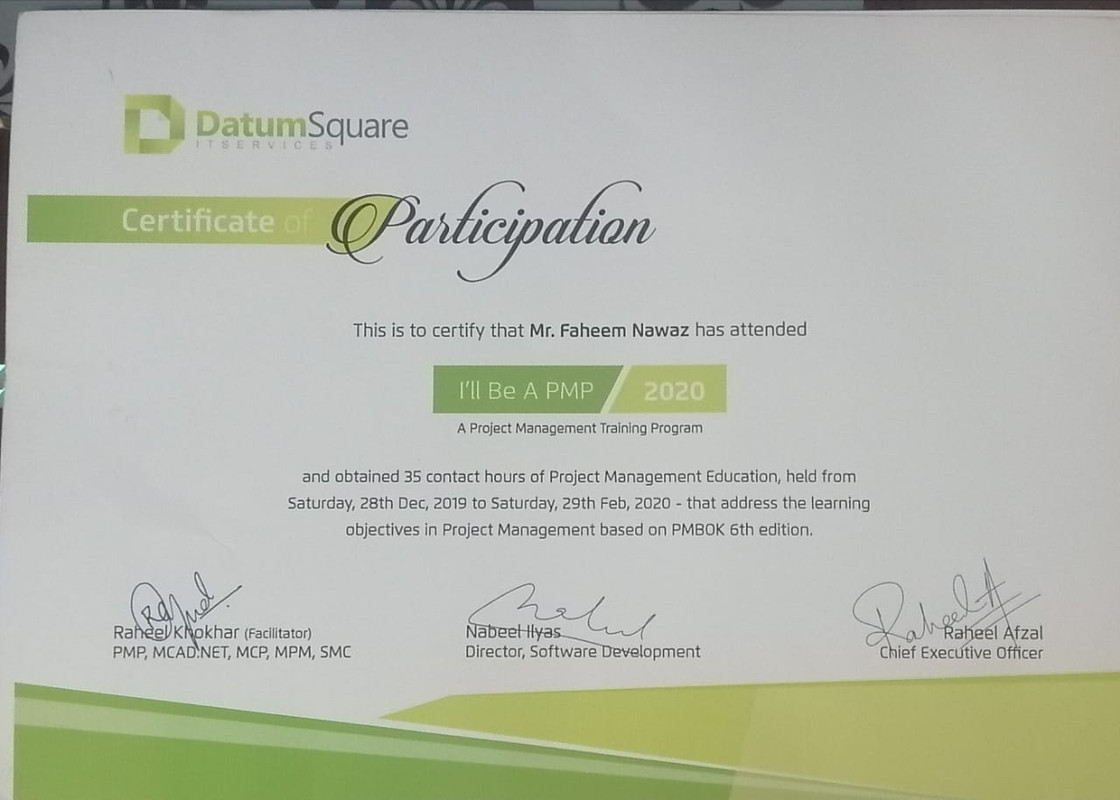 DatumSquare
ITSERVICES
Certificate of Participation
This is to certify that Mr. Faheem Nawaz has attended
I'll Be A PMP 2020
A Project Management Training Program
and obtained 35 contact hours of Project Management Education, held from
Saturday, 28th Dec, 2019 to Saturday, 29th Feb, 2020 - that address the learning
objectives in Project Management based on PMBOK 6th edition.
Raheel A
Raheel Khokhar (Facilitator)
PMP, MCAD.NET, MCP, MPM, SMC
Nabeel Ilyas
Director, Software Development
Raheel Afzal
Chief Executive Officer